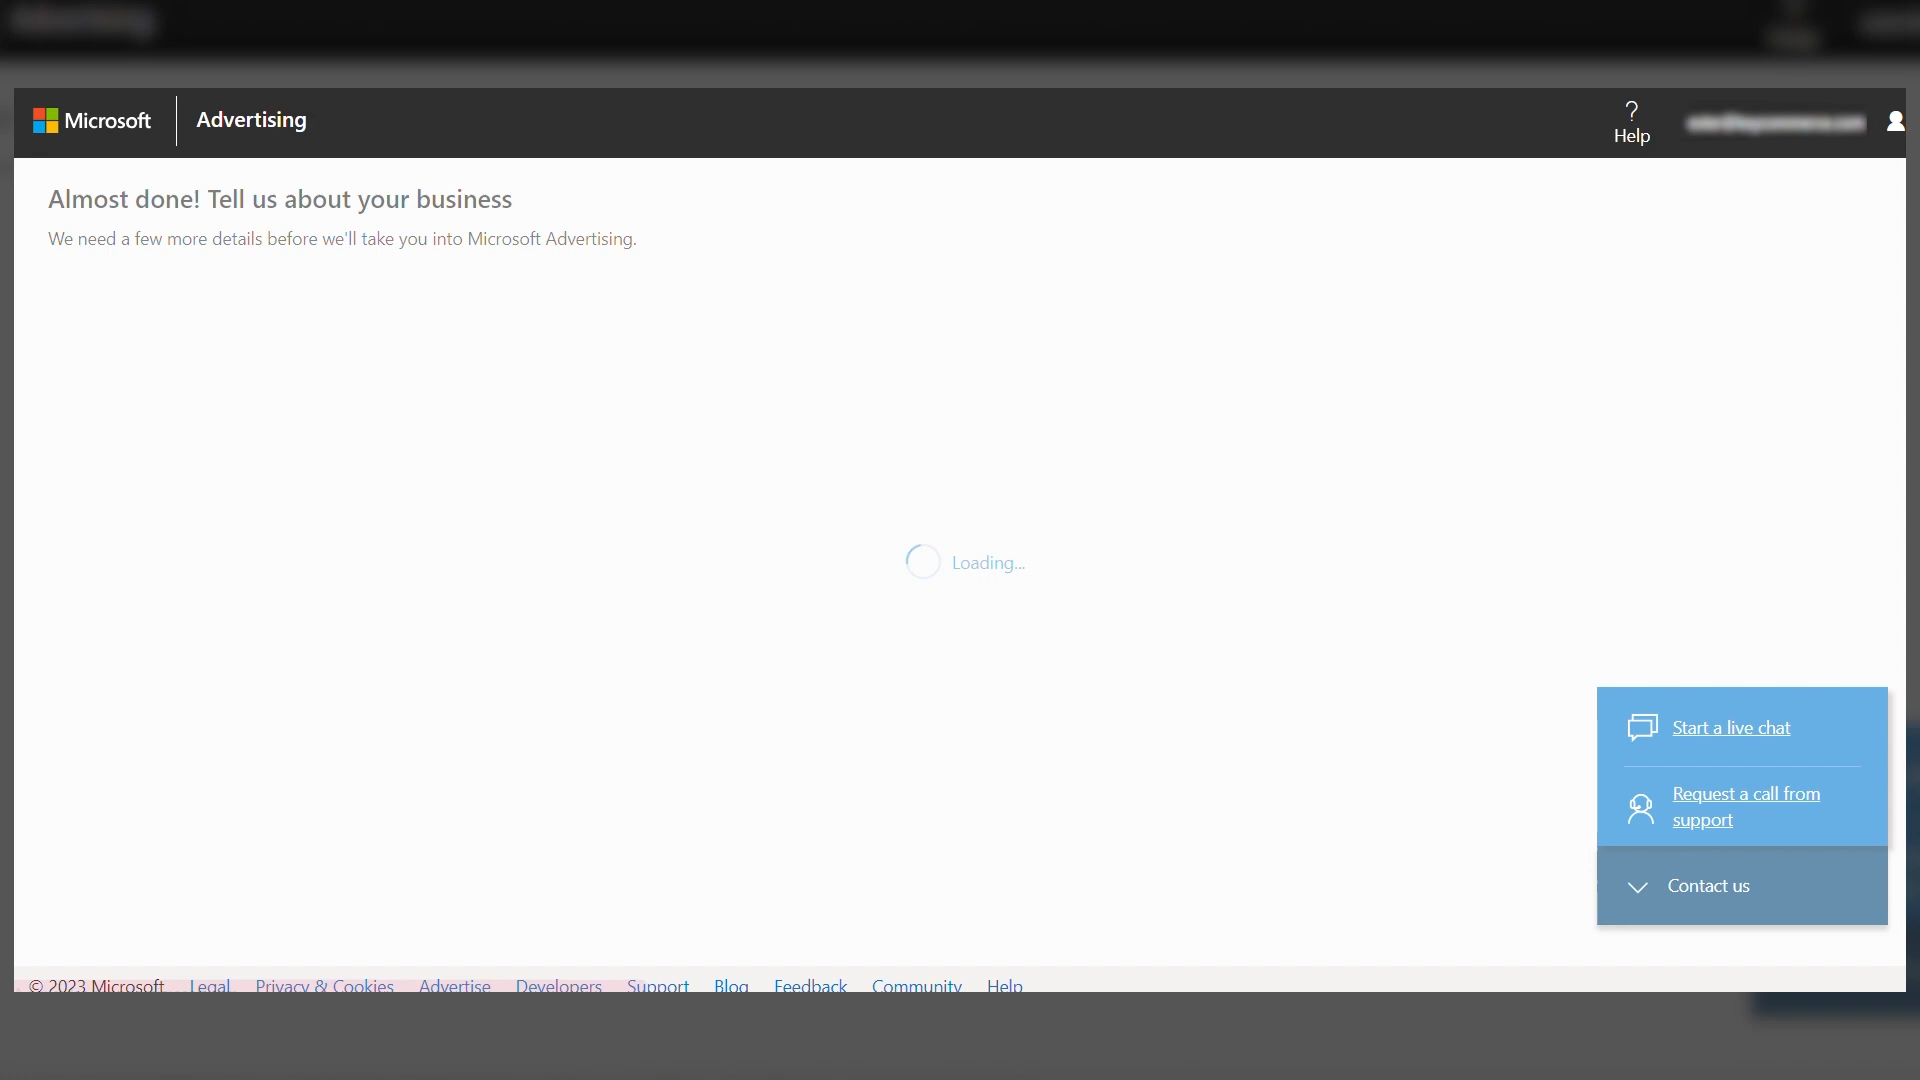 Advertising
Microsoft
Advertising
?
Help
Almost done! Tell us about your business
We need a few more details before we'll take you into Microsoft Advertising.
Loading...
Start a live chat
Request a call from
support
Contact us
© 2023 Microsoft Legal Privacy & Cookies Advertise Developers Support Blog Feedback Community Help